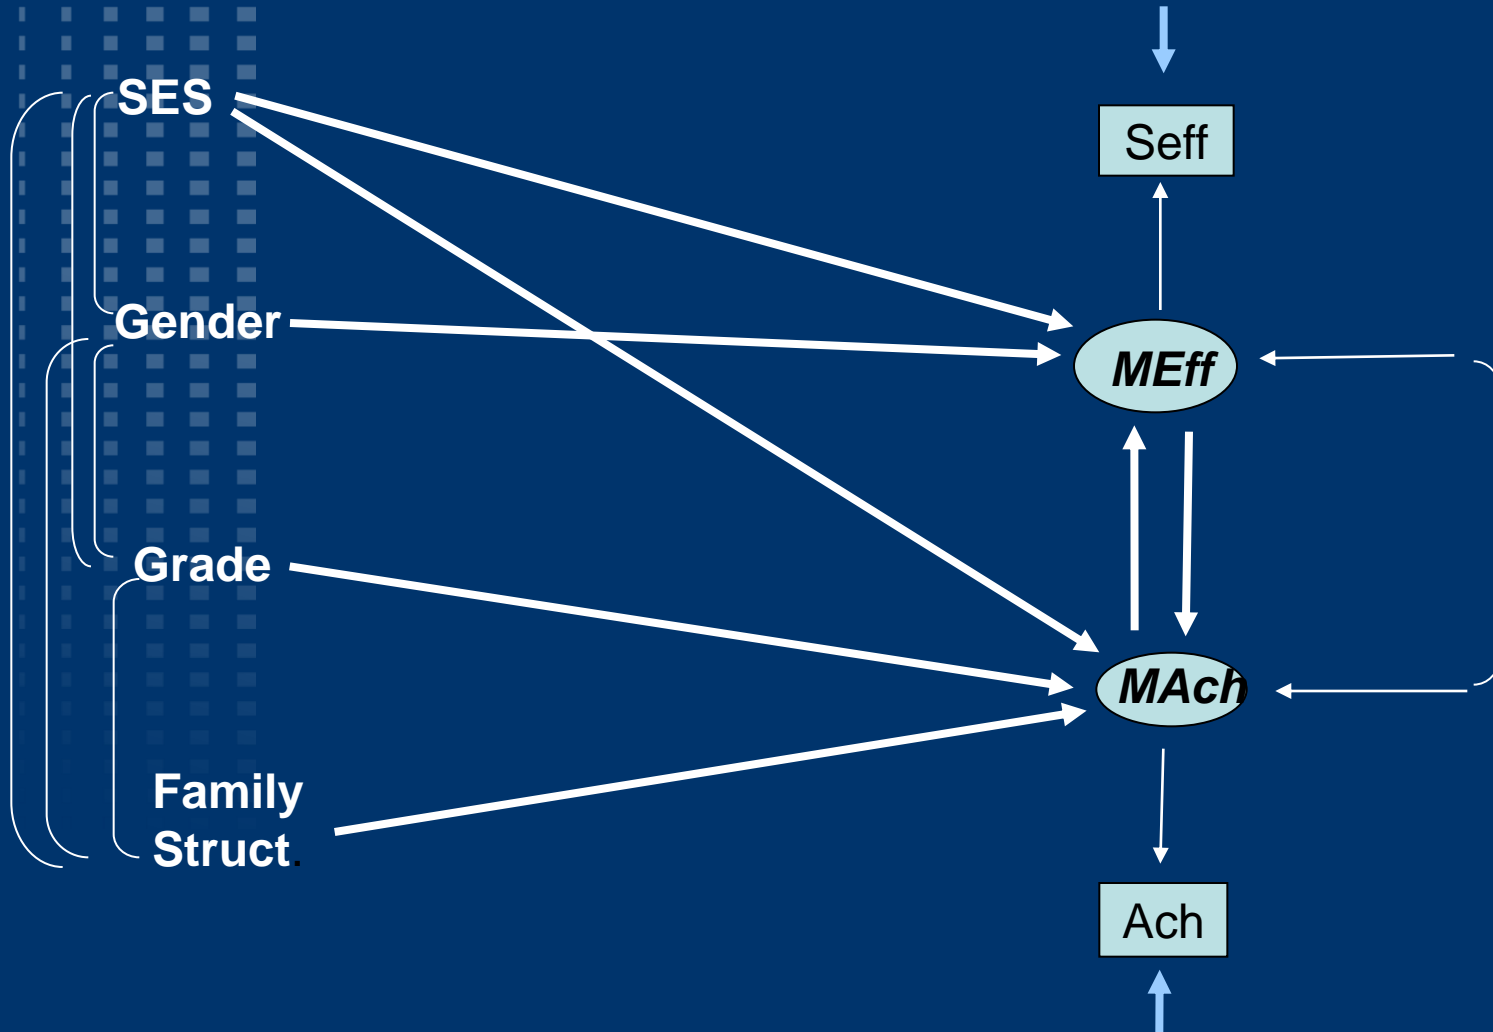 SES
Seff
Gender
MEff
Grade
MAch
Family
Struct.
Ach